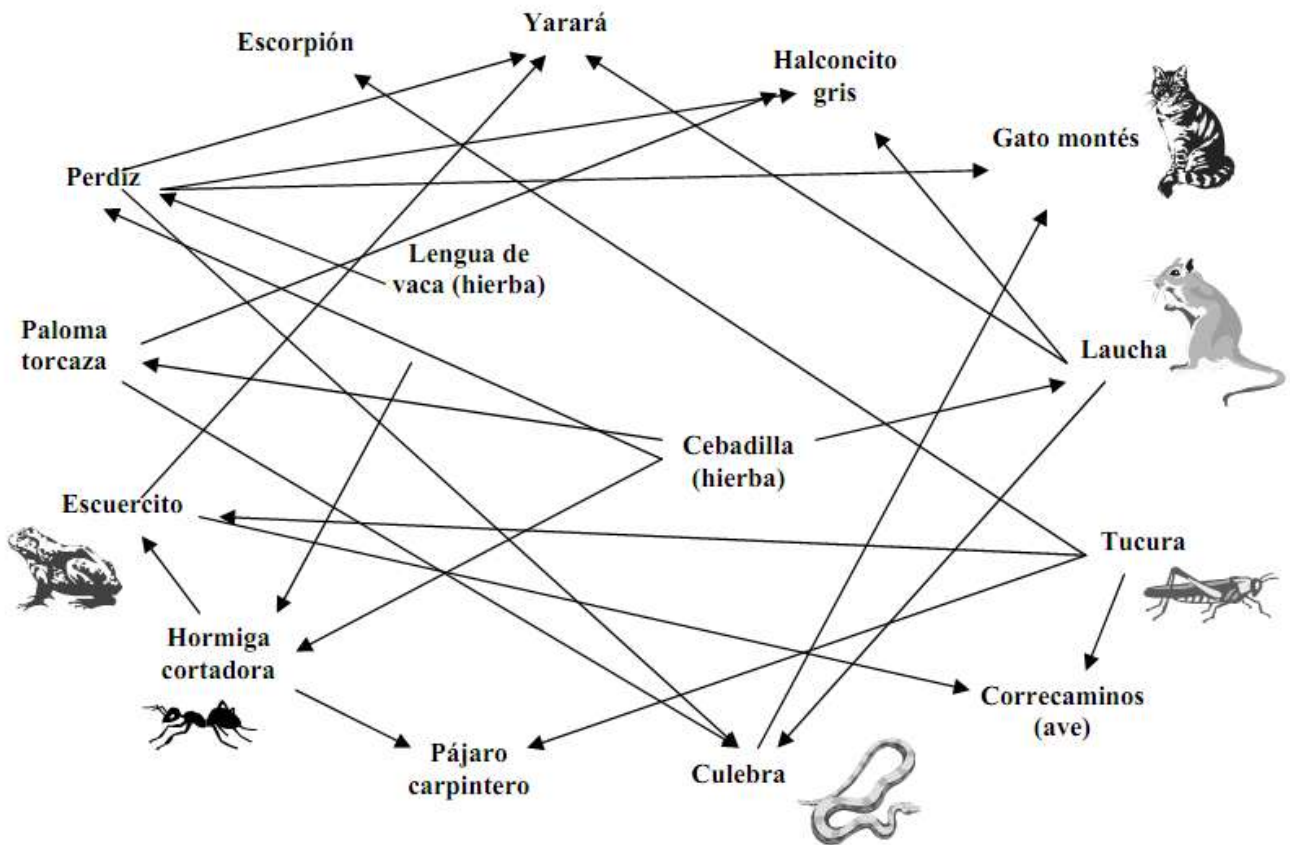 Yarará
Escorpión
Halconcito
gris
Gato montés
Perdíz
Lengua de
vaca (hierba)
Paloma
torcaza
Laucha
Cebadilla
(hierba)
Escuercito
Tucura
Hormiga
cortadora
Correcaminos
(ave)
Pájaro
carpintero
Culebra